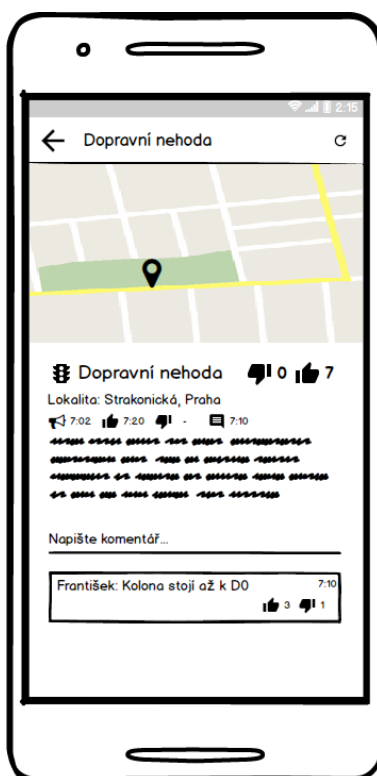 2:15
Dopravní nehoda
Dopravní nehoda 0 7
Lokalita: Strakonická, Praha
7:02 7:20 - 7:10
Napište komentář...
František: Kolona stojí až k D0 7:10
3 1